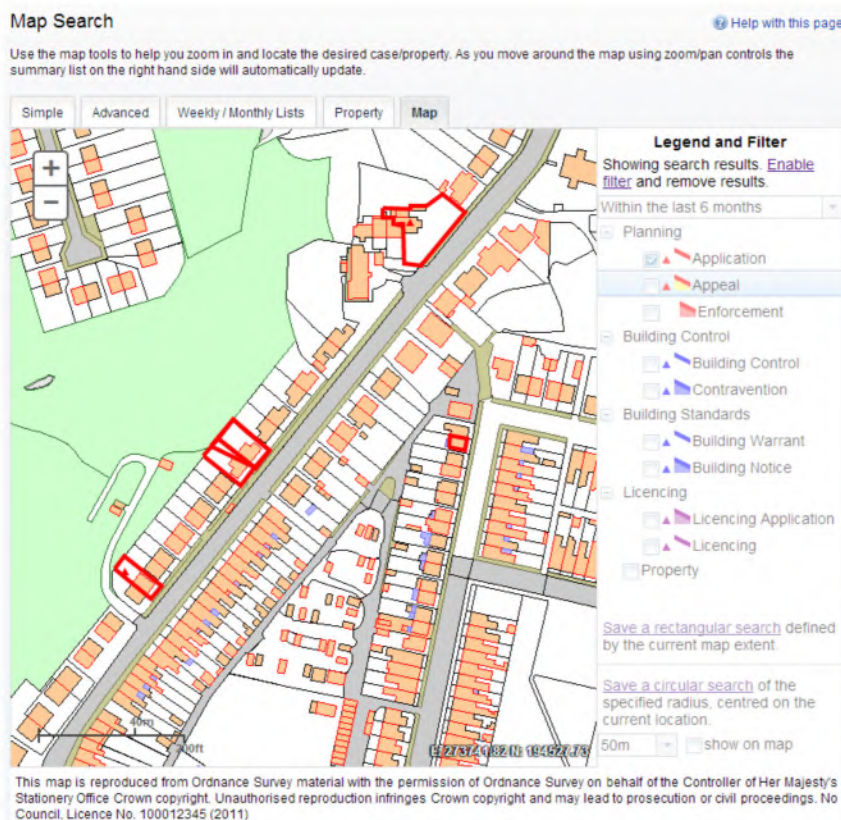 Map Search
Help with this page
Use the map tools to help you zoom in and locate the desired case/property. As you move around the map using zoom/pan controls the
summary list on the right hand side will automatically update.
Simple
Advanced
Weekly / Monthly Lists
Property
Map
Legend and Filter
Showing search results. Enable
filter and remove results.
Within the last 6 months
Planning
Application
Appeal
Enforcement
Building Control
Building Control
Contravention
Building Standards
Building Warrant
Building Notice
Licencing
Licencing Application
Licencing
Property
Save a rectangular search defined
by the current map extent.
Save a circular search of the
specified radius, centred on the
current location.
50m
show on map
40m
200ft
This map is reproduced from Ordnance Survey material with the permission of Ordnance Survey on behalf of the Controller of Her Majesty's
Stationery Office Crown copyright. Unauthorised reproduction infringes Crown copyright and may lead to prosecution or civil proceedings. No
Council, Licence No. 100012345 (2011)